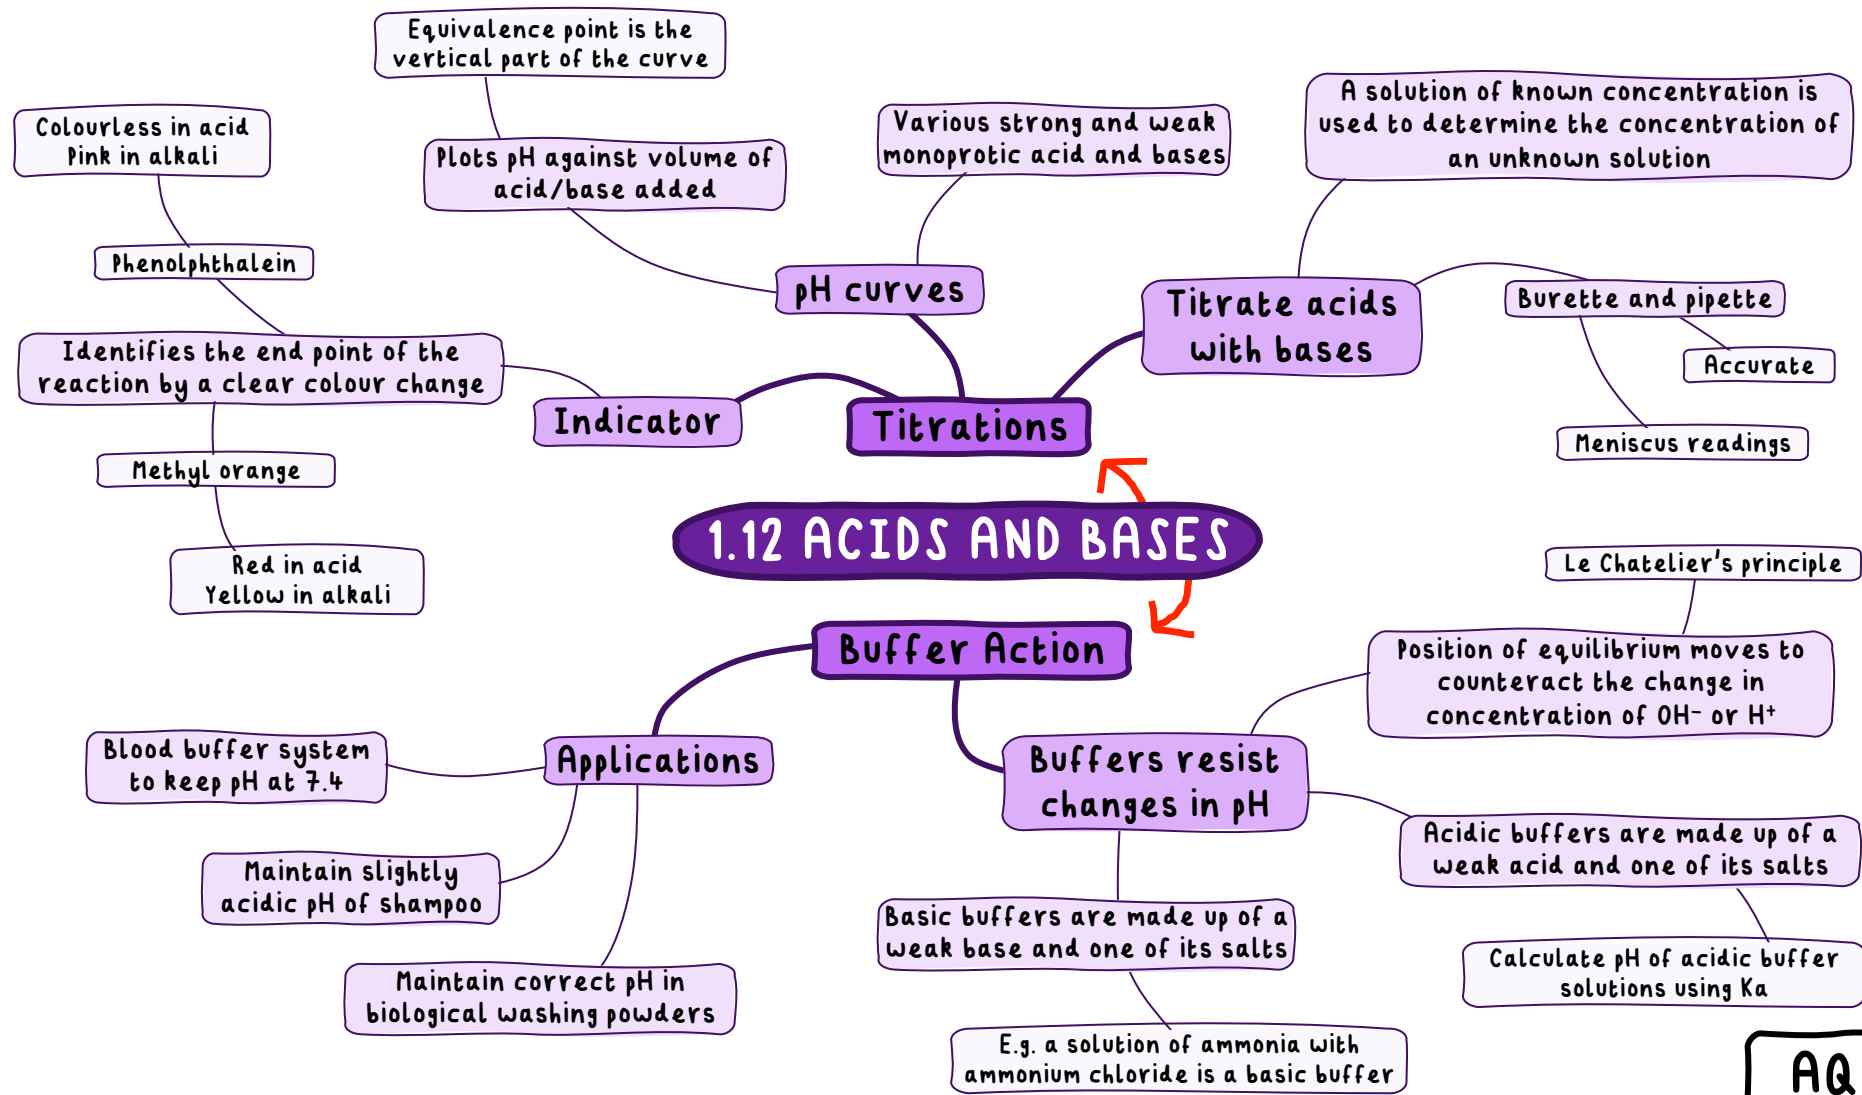 Equivalence point is the
vertical part of the curve
Colourless in acid
Pink in alkali
Plots pH against volume of
acid/base added
Various strong and weak
monoprotic acid and bases
A solution of known concentration is
used to determine the concentration of
an unknown solution
Phenolphthalein
pH curves
Titrate acids
with bases
Burette and pipette
Accurate
Meniscus readings
Identifies the end point of the
reaction by a clear colour change
Indicator
Titrations
Methyl orange
Red in acid
Yellow in alkali
1.12 ACIDS AND BASES
Le Chatelier's principle
Buffer Action
Position of equilibrium moves to
counteract the change in
concentration of OH⁻ or H⁺
Blood buffer system
to keep pH at 7.4
Applications
Buffers resist
changes in pH
Maintain slightly
acidic pH of shampoo
Acidic buffers are made up of a
weak acid and one of its salts
Basic buffers are made up of a
weak base and one of its salts
Maintain correct pH in
biological washing powders
Calculate pH of acidic buffer
solutions using Ka
E.g. a solution of ammonia with
ammonium chloride is a basic buffer
AQ